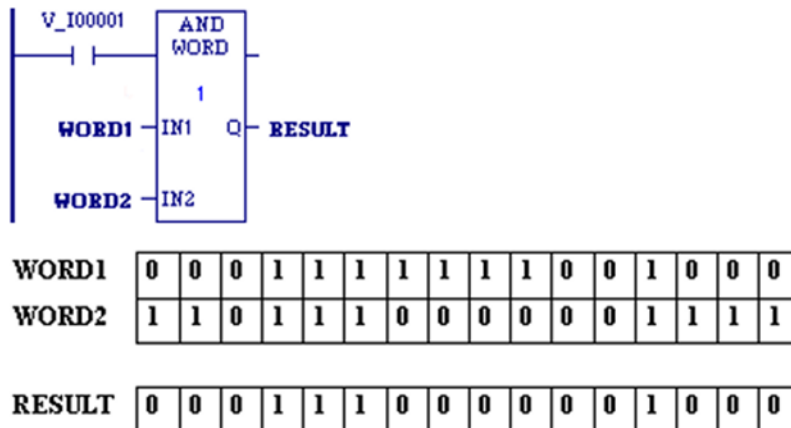 V_I00001
AND
WORD
1
WORD1 IN1 Q RESULT
WORD2 IN2
WORD1 0 0 0 1 1 1 1 1 1 1 0 0 1 0 0 0
WORD2 1 1 0 1 1 1 0 0 0 0 0 0 1 1 1 1
RESULT 0 0 0 1 1 1 0 0 0 0 0 0 1 0 0 0